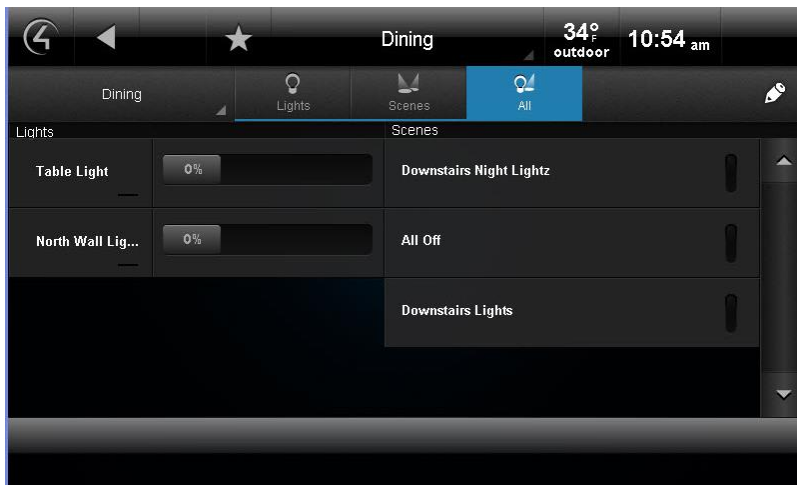 4
Dining
34°F
outdoor
10:54 am
Dining
Lights
Scenes
All
Lights
Scenes
Table Light
0%
Downstairs Night Lightz
North Wall Lig...
0%
All Off
Downstairs Lights